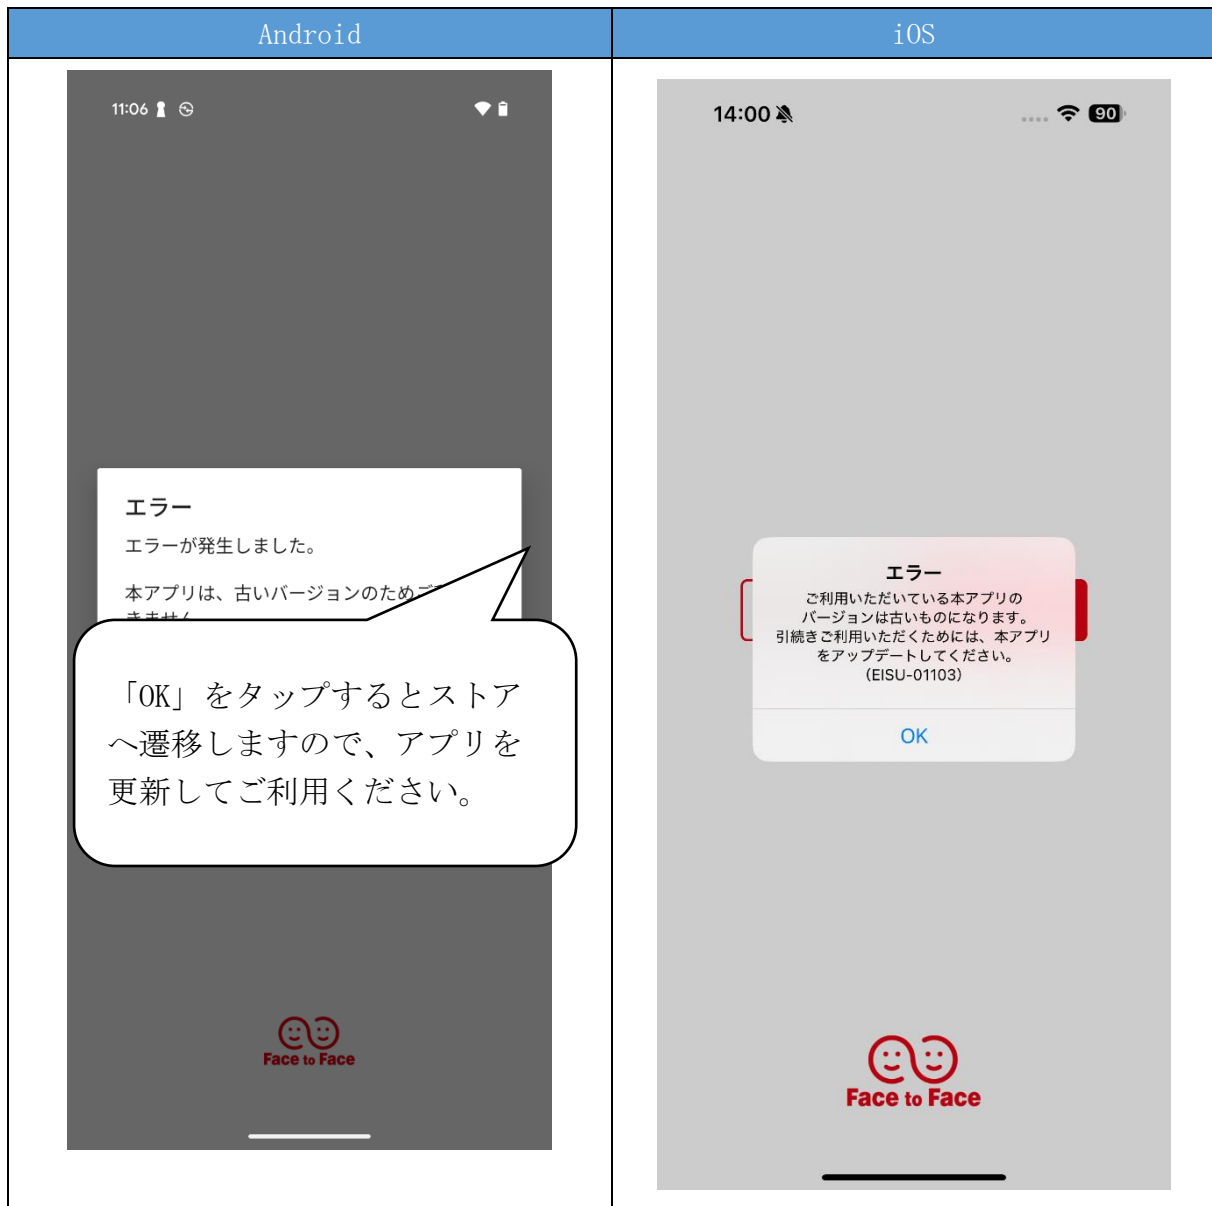 Android
iOS
11:06
エラー
エラーが発生しました。
本アプリは、古いバージョンのため
「OK」をタップするとストア
へ遷移しますので、アプリを
更新してご利用ください。
Face to Face
14:00
90
エラー
ご利用いただいている本アプリの
バージョンは古いものになります。
引続きご利用いただくためには、本アプリ
をアップデートしてください。
(EISU-01103)
OK
Face to Face